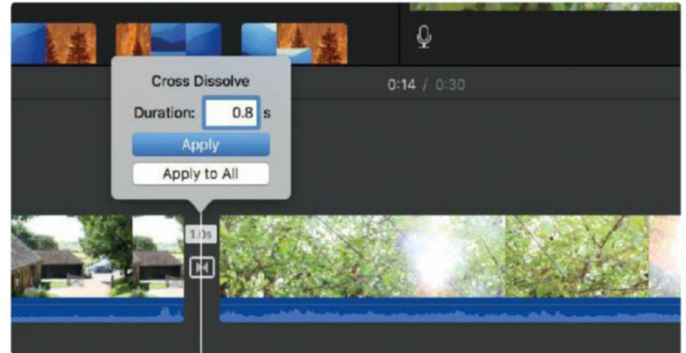 Cross Dissolve
Duration: 0.8 s
Apply
Apply to All
0:14 / 0:30
1.0s